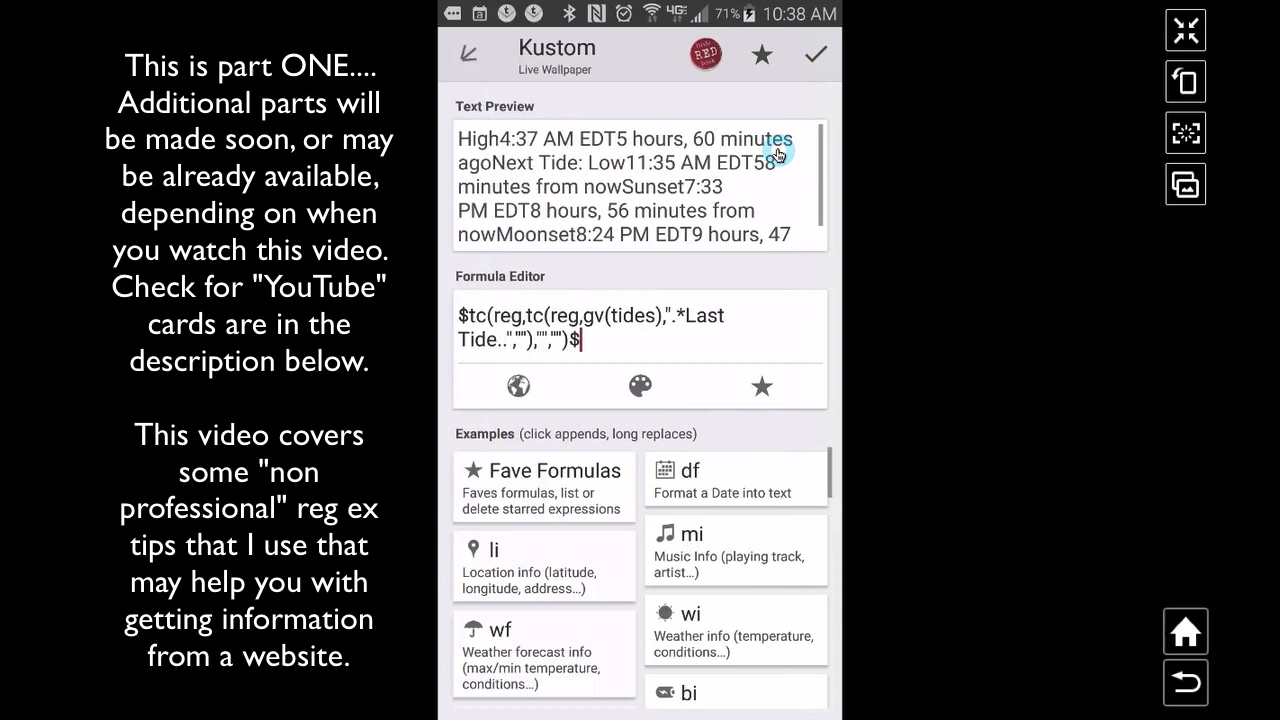 This is part ONE....
Additional parts will
be made soon, or may
be already available,
depending on when
you watch this video.
Check for "YouTube"
cards are in the
description below.
This video covers
some "non
professional" reg ex
tips that I use that
may help you with
getting information
from a website.
4G
71%
10:38 AM
Kustom
Live Wallpaper
little
RED
book
Text Preview
High4:37 AM EDT5 hours, 60 minutes
agoNext Tide: Low11:35 AM EDT58
minutes from nowSunset7:33
PM EDT8 hours, 56 minutes from
nowMoonset8:24 PM EDT9 hours, 47
Formula Editor
$tc(reg,tc(reg,gv(tides),".*Last
Tide..",""),"","")$
Examples (click appends, long replaces)
Fave Formulas
Faves formulas, list or
delete starred expressions
li
Location info (latitude,
longitude, address...)
wf
Weather forecast info
(max/min temperature,
conditions...)
df
Format a Date into text
mi
Music Info (playing track,
artist...)
wi
Weather info (temperature,
conditions...)
bi